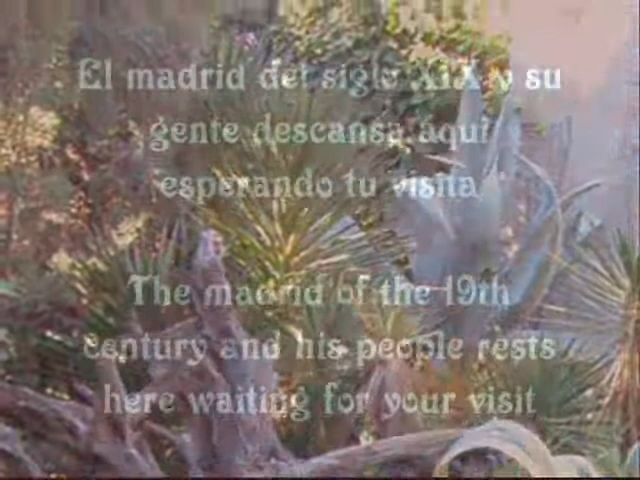 El madrid del siglo XIX y su
gente descansa aqui
esperando tu visita
The madrid of the 19th
century and his people rests
here waiting for your visit